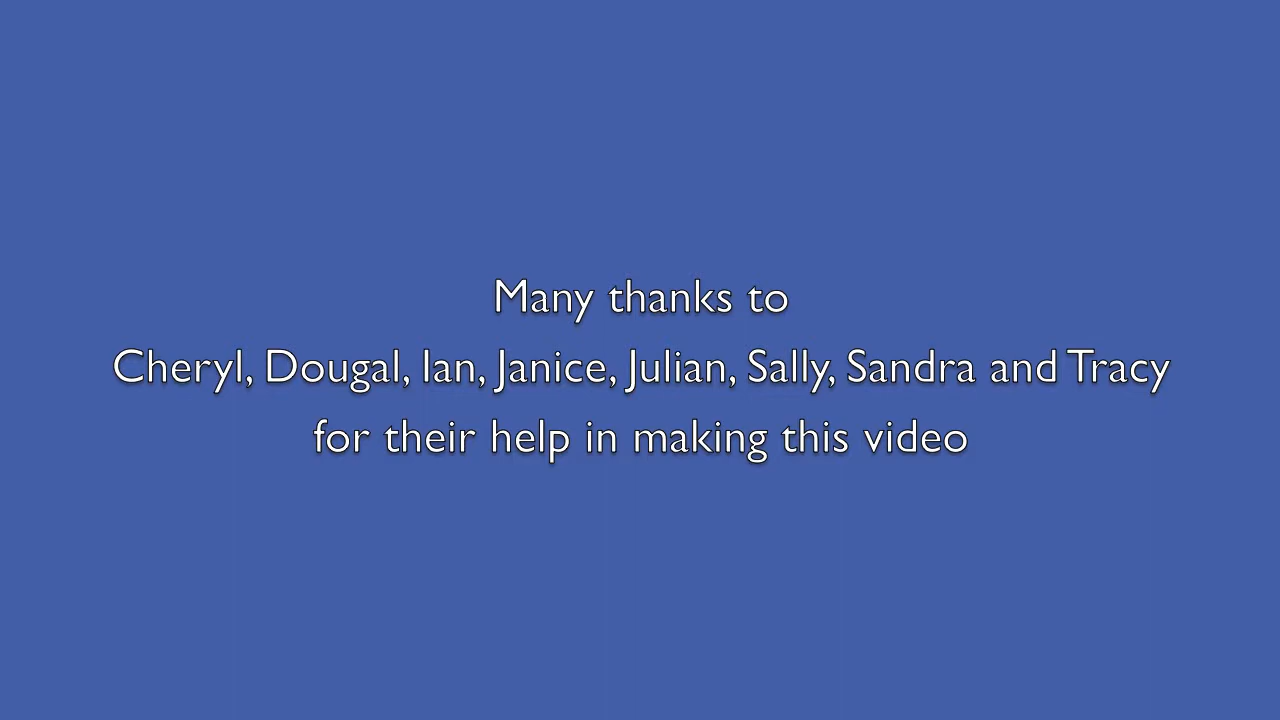 Many thanks to
Cheryl, Dougal, Ian, Janice, Julian, Sally, Sandra and Tracy
for their help in making this video